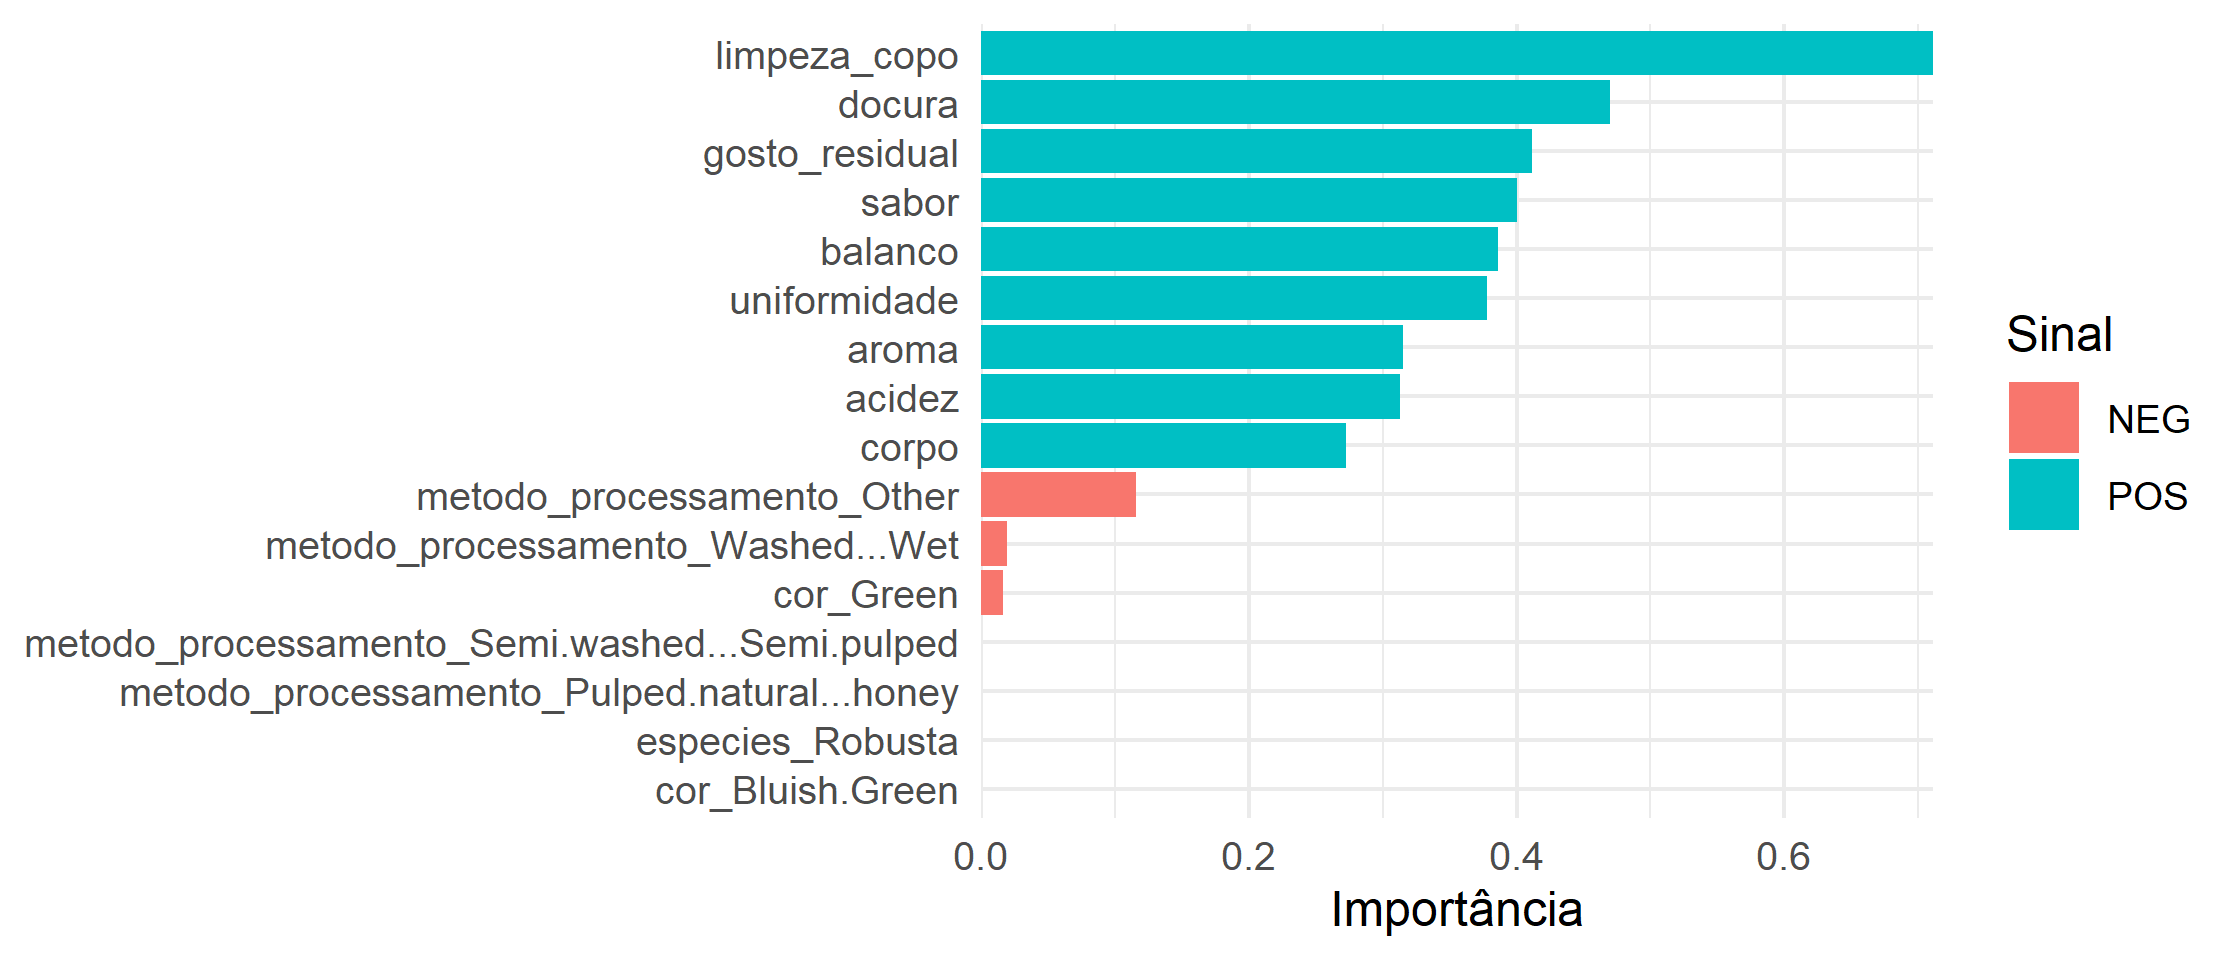 limpeza_copo
docura
gosto_residual
sabor
balanco
uniformidade
aroma
acidez
corpo
metodo_processamento_Other
metodo_processamento_Washed...Wet
cor_Green
metodo_processamento_Semi.washed...Semi.pulped
metodo_processamento_Pulped.natural...honey
especies_Robusta
cor_Bluish.Green
0.0 0.2 0.4 0.6
Importância
Sinal
NEG
POS